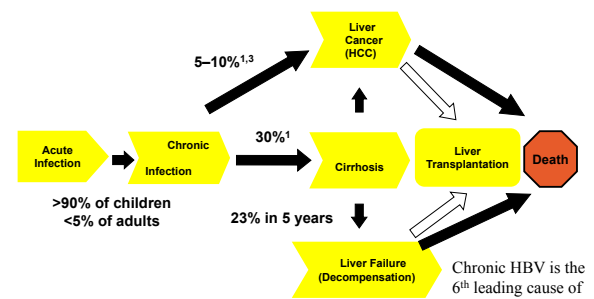 Liver
Cancer
(HCC)
5–10%1,3
Acute
Infection
Chronic
Infection
30%1
Cirrhosis
Liver
Transplantation
Death
>90% of children
<5% of adults
23% in 5 years
Liver Failure
(Decompensation)
Chronic HBV is the
6th leading cause of